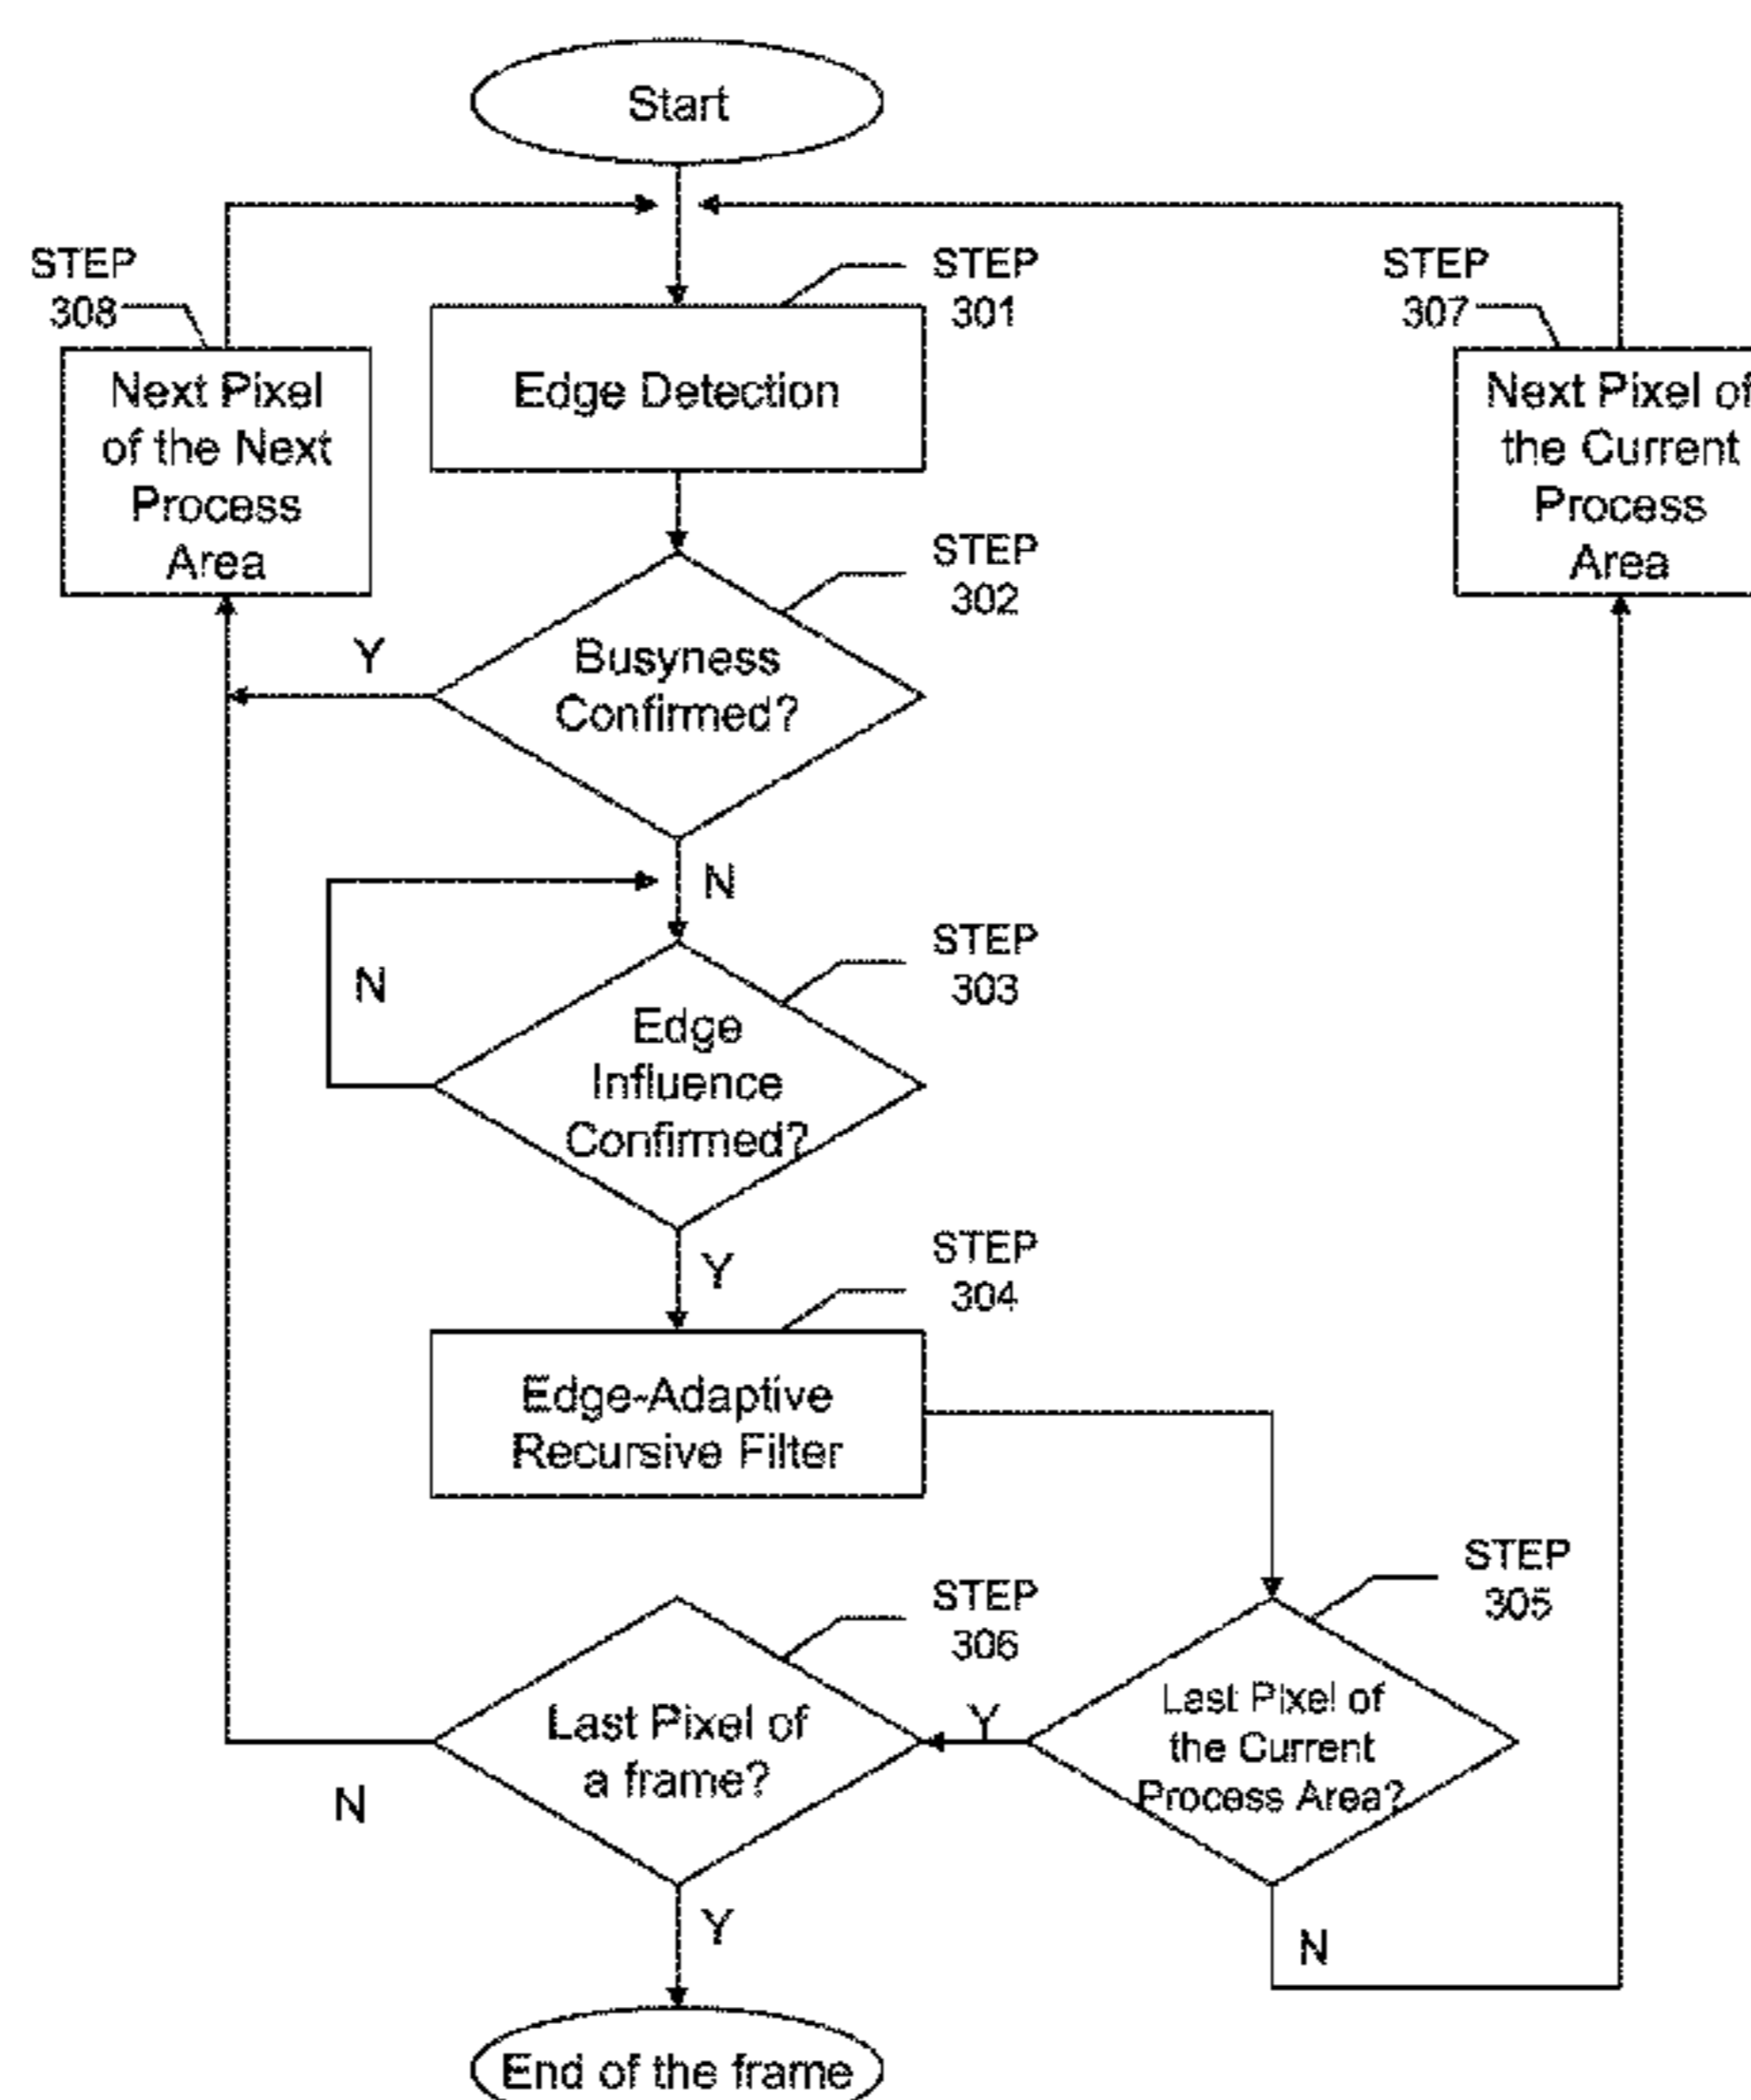 Start
STEP
308
STEP
301
STEP
307
Next Pixel
of the Next
Process
Area
Edge Detection
Next Pixel of
the Current
Process
Area
STEP
302
Y
Busyness
Confirmed?
N
STEP
303
N
Edge
Influence
Confirmed?
Y
STEP
304
Edge-Adaptive
Recursive Filter
STEP
305
STEP
306
Last Pixel of
a frame?
Y
Last Pixel of
the Current
Process Area?
N
Y
N
End of the frame